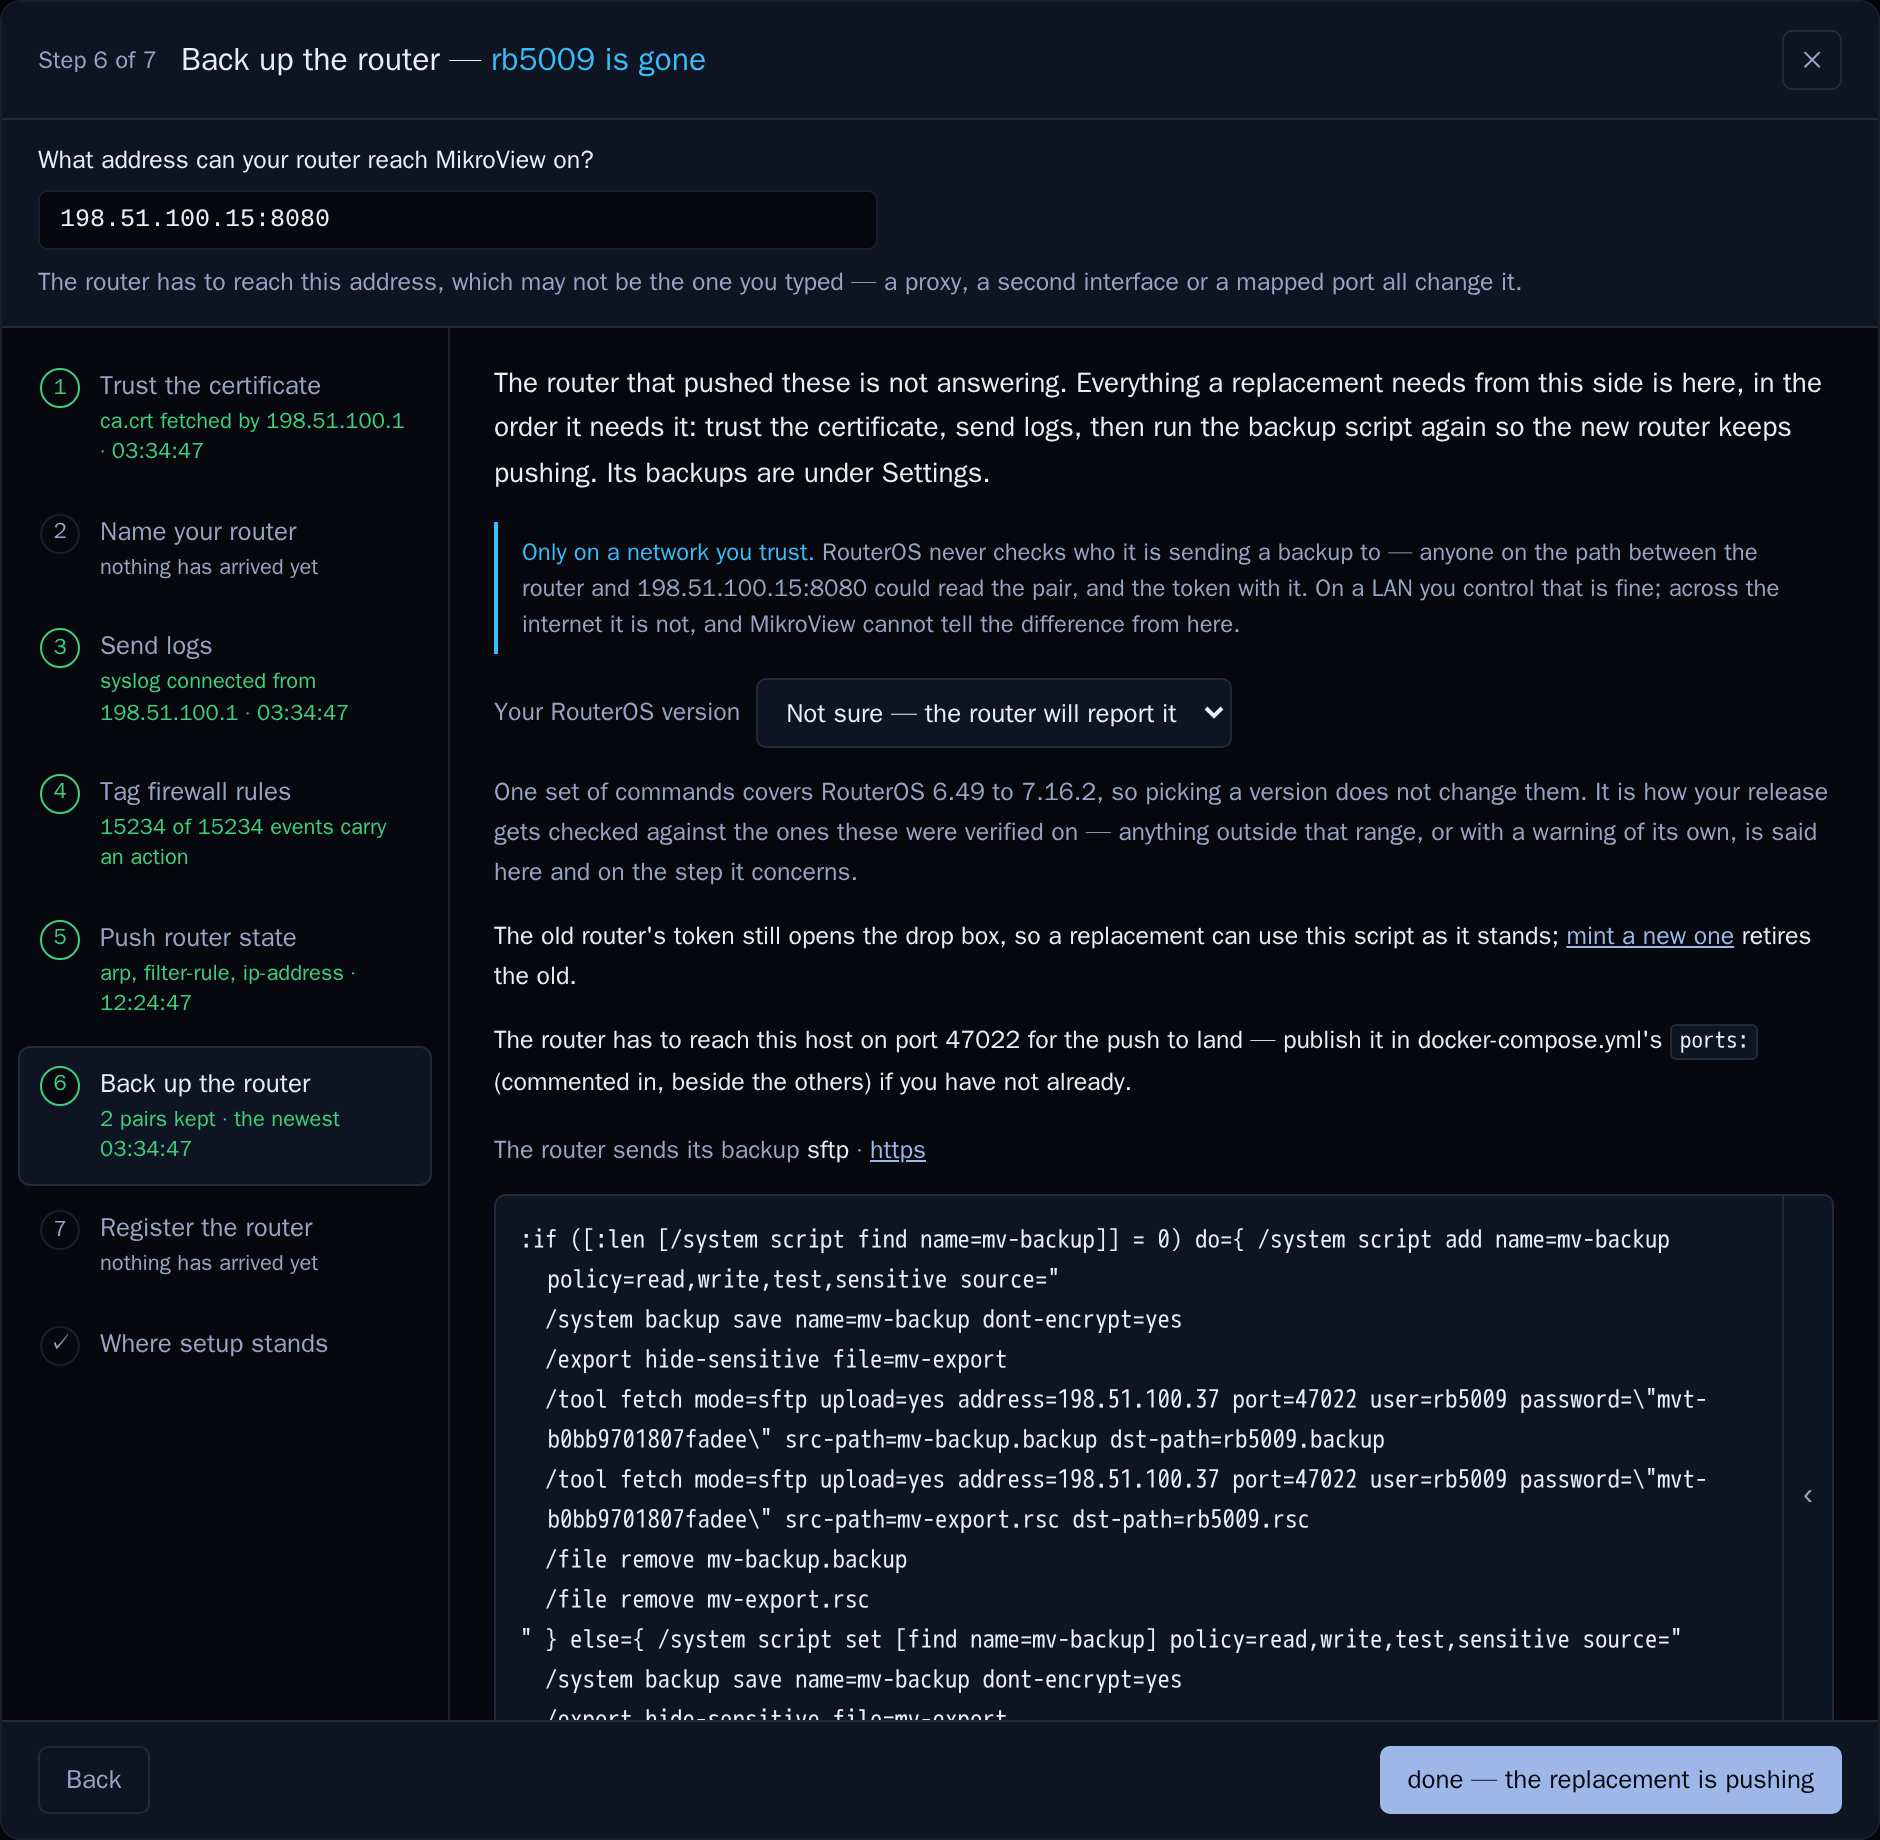 Step 6 of 7 Back up the router — rb5009 is gone
×
What address can your router reach MikroView on?
198.51.100.15:8080
The router has to reach this address, which may not be the one you typed — a proxy, a second interface or a mapped port all change it.
1 Trust the certificate
ca.crt fetched by 198.51.100.1
· 03:34:47
2 Name your router
nothing has arrived yet
3 Send logs
syslog connected from
198.51.100.1 · 03:34:47
4 Tag firewall rules
15234 of 15234 events carry
an action
5 Push router state
arp, filter-rule, ip-address ·
12:24:47
6 Back up the router
2 pairs kept · the newest
03:34:47
7 Register the router
nothing has arrived yet
✓ Where setup stands
The router that pushed these is not answering. Everything a replacement needs from this side is here, in the
order it needs it: trust the certificate, send logs, then run the backup script again so the new router keeps
pushing. Its backups are under Settings.
Only on a network you trust. RouterOS never checks who it is sending a backup to — anyone on the path between the
router and 198.51.100.15:8080 could read the pair, and the token with it. On a LAN you control that is fine; across the
internet it is not, and MikroView cannot tell the difference from here.
Your RouterOS version Not sure — the router will report it
One set of commands covers RouterOS 6.49 to 7.16.2, so picking a version does not change them. It is how your release
gets checked against the ones these were verified on — anything outside that range, or with a warning of its own, is said
here and on the step it concerns.
The old router's token still opens the drop box, so a replacement can use this script as it stands; mint a new one retires
the old.
The router has to reach this host on port 47022 for the push to land — publish it in docker-compose.yml's ports:
(commented in, beside the others) if you have not already.
The router sends its backup sftp · https
:if ([:len [/system script find name=mv-backup]] = 0) do={ /system script add name=mv-backup
policy=read,write,test,sensitive source="
/system backup save name=mv-backup dont-encrypt=yes
/export hide-sensitive file=mv-export
/tool fetch mode=sftp upload=yes address=198.51.100.37 port=47022 user=rb5009 password=\"mvt-
b0bb9701807fadee\" src-path=mv-backup.backup dst-path=rb5009.backup
/tool fetch mode=sftp upload=yes address=198.51.100.37 port=47022 user=rb5009 password=\"mvt-
b0bb9701807fadee\" src-path=mv-export.rsc dst-path=rb5009.rsc
/file remove mv-backup.backup
/file remove mv-export.rsc
" } else={ /system script set [find name=mv-backup] policy=read,write,test,sensitive source="
/system backup save name=mv-backup dont-encrypt=yes
/export hide-sensitive file=mv-export
‹
Back
done — the replacement is pushing